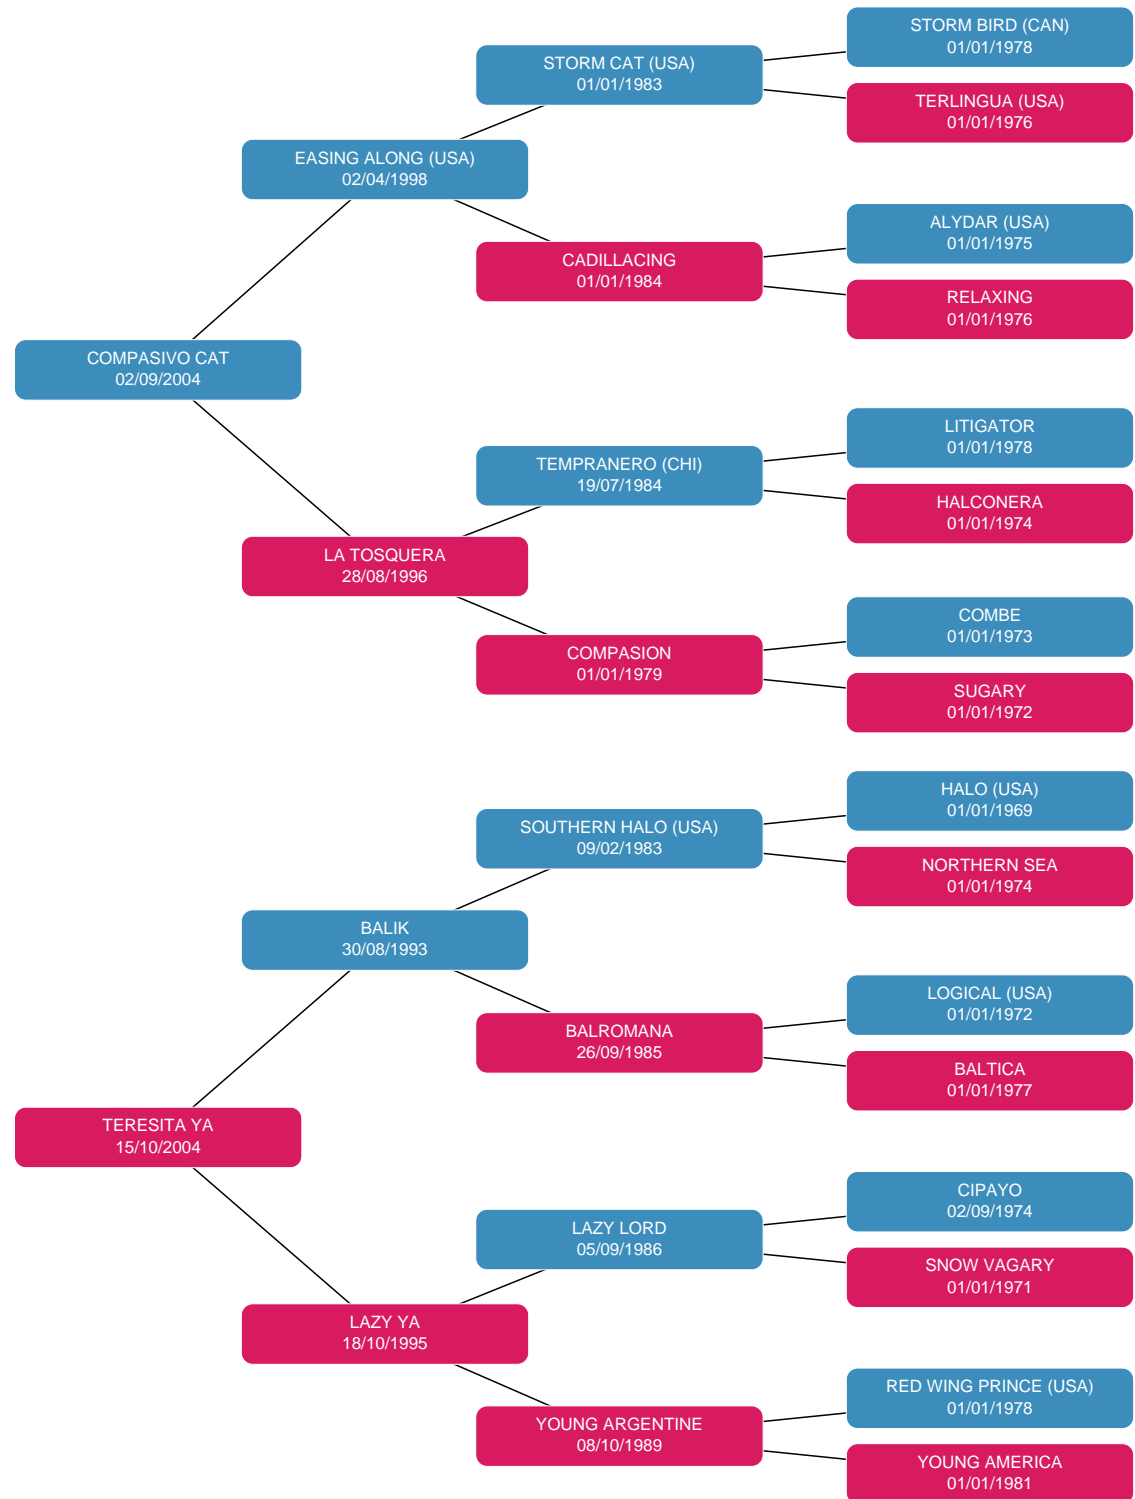 STORM BIRD (CAN)
01/01/1978
STORM CAT (USA)
01/01/1983
TERLINGUA (USA)
01/01/1976
EASING ALONG (USA)
02/04/1998
ALYDAR (USA)
01/01/1975
CADILLACING
01/01/1984
RELAXING
01/01/1976
COMPASIVO CAT
02/09/2004
LITIGATOR
01/01/1978
TEMPRANERO (CHI)
19/07/1984
HALCONERA
01/01/1974
LA TOSQUERA
28/08/1996
COMBE
01/01/1973
COMPASION
01/01/1979
SUGARY
01/01/1972
HALO (USA)
01/01/1969
SOUTHERN HALO (USA)
09/02/1983
NORTHERN SEA
01/01/1974
BALIK
30/08/1993
LOGICAL (USA)
01/01/1972
BALROMANA
26/09/1985
BALTICA
01/01/1977
TERESITA YA
15/10/2004
CIPAYO
02/09/1974
LAZY LORD
05/09/1986
SNOW VAGARY
01/01/1971
LAZY YA
18/10/1995
RED WING PRINCE (USA)
01/01/1978
YOUNG ARGENTINE
08/10/1989
YOUNG AMERICA
01/01/1981